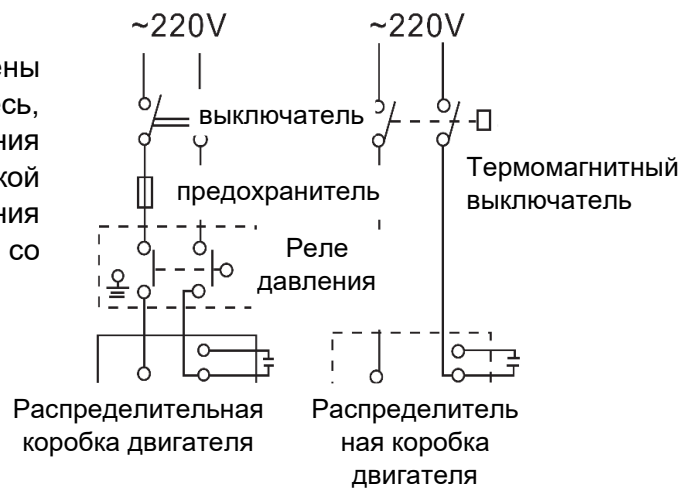 ~220V
~220V
ены
есь,
ния
кой
ния
со
выключатель
Термомагнитный
выключатель
предохранитель
Реле
давления
Распределительная
коробка двигателя
Распределитель
ная коробка
двигателя